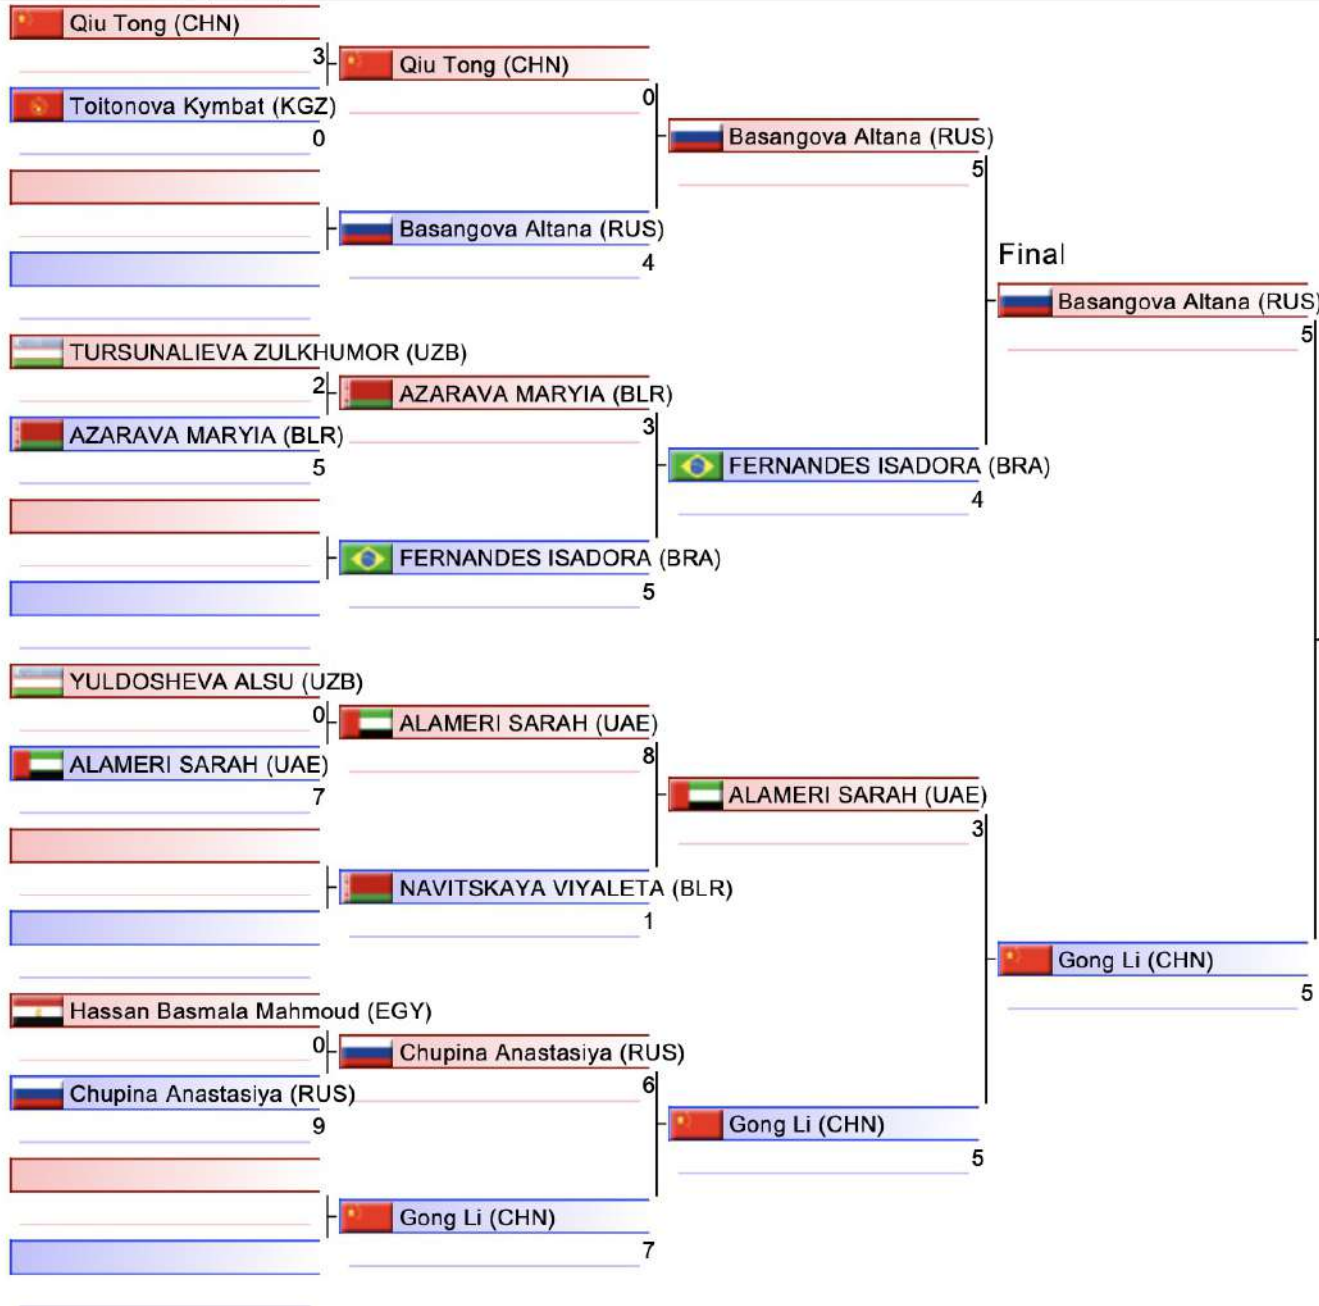 Qiu Tong (CHN)
3
Toitonova Kymbat (KGZ)
0
TURSUNALIEVA ZULKHUMOR (UZB)
2
AZARAVA MARYIA (BLR)
5
YULDOSHEVA ALSU (UZB)
0
ALAMERI SARAH (UAE)
7
Hassan Basmala Mahmoud (EGY)
0
Chupina Anastasiya (RUS)
9
Qiu Tong (CHN)
0
Basangova Altana (RUS)
4
AZARAVA MARYIA (BLR)
3
FERNANDES ISADORA (BRA)
5
ALAMERI SARAH (UAE)
8
NAVITSKAYA VIYALETA (BLR)
1
Chupina Anastasiya (RUS)
6
Gong Li (CHN)
7
Basangova Altana (RUS)
5
FERNANDES ISADORA (BRA)
4
ALAMERI SARAH (UAE)
3
Gong Li (CHN)
5
Final
Basangova Altana (RUS)
5
Gong Li (CHN)
5